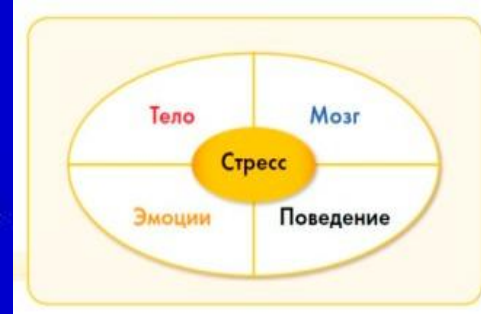 Тело
Мозг
Стресс
Эмоции
Поведение